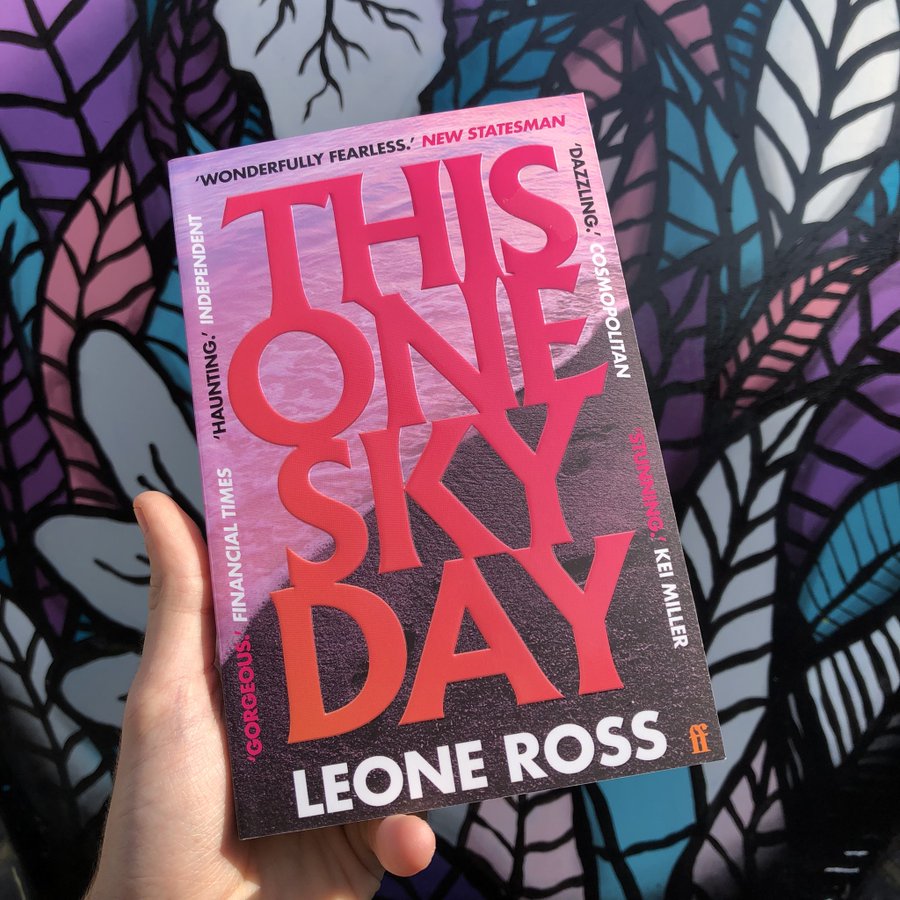 'WONDERFULLY FEARLESS.' NEW STATESMAN
THIS
ONE
SKY
DAY
'DAZZLING.' COSMOPOLITAN
'STUNNING.' KEI MILLER
'HAUNTING.' INDEPENDENT
'GORGEOUS.' FINANCIAL TIMES
LEONE ROSS
ff